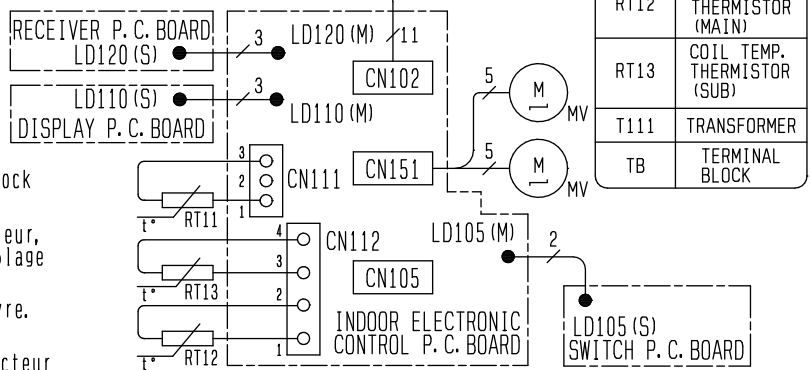 RECEIVER P.C.BOARD
LD120(S)
3
LD120(M)
11
CN102
LD110(S)
3
LD110(M)
DISPLAY P.C.BOARD
5
M
MV
5
M
MV
CN151
3
2
1
CN111
t°
RT11
4
3
2
1
CN112
t°
RT13
t°
RT12
CN105
LD105(M)
2
INDOOR ELECTRONIC
CONTROL P.C.BOARD
LD105(S)
SWITCH P.C.BOARD
RT12
THERMISTOR
(MAIN)
RT13
COIL TEMP.
THERMISTOR
(SUB)
T111
TRANSFORMER
TB
TERMINAL
BLOCK
ock
eur,
lage
re.
cteur